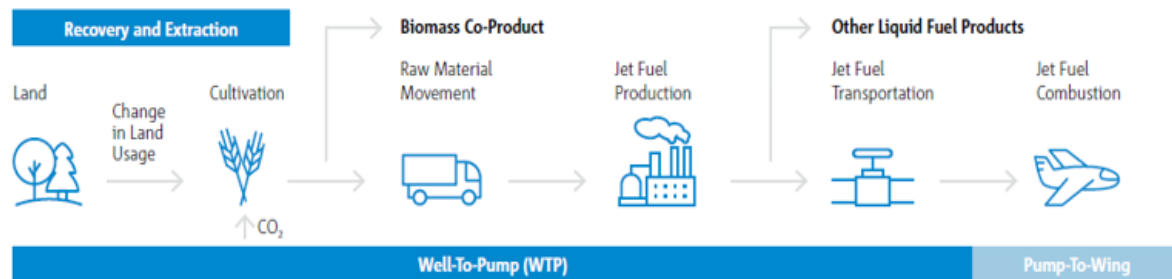 Recovery and Extraction
Biomass Co-Product
Other Liquid Fuel Products
Land
Change
in Land
Usage
Cultivation
CO₂
Raw Material
Movement
Jet Fuel
Production
Jet Fuel
Transportation
Jet Fuel
Combustion
Well-To-Pump (WTP)
Pump-To-Wing